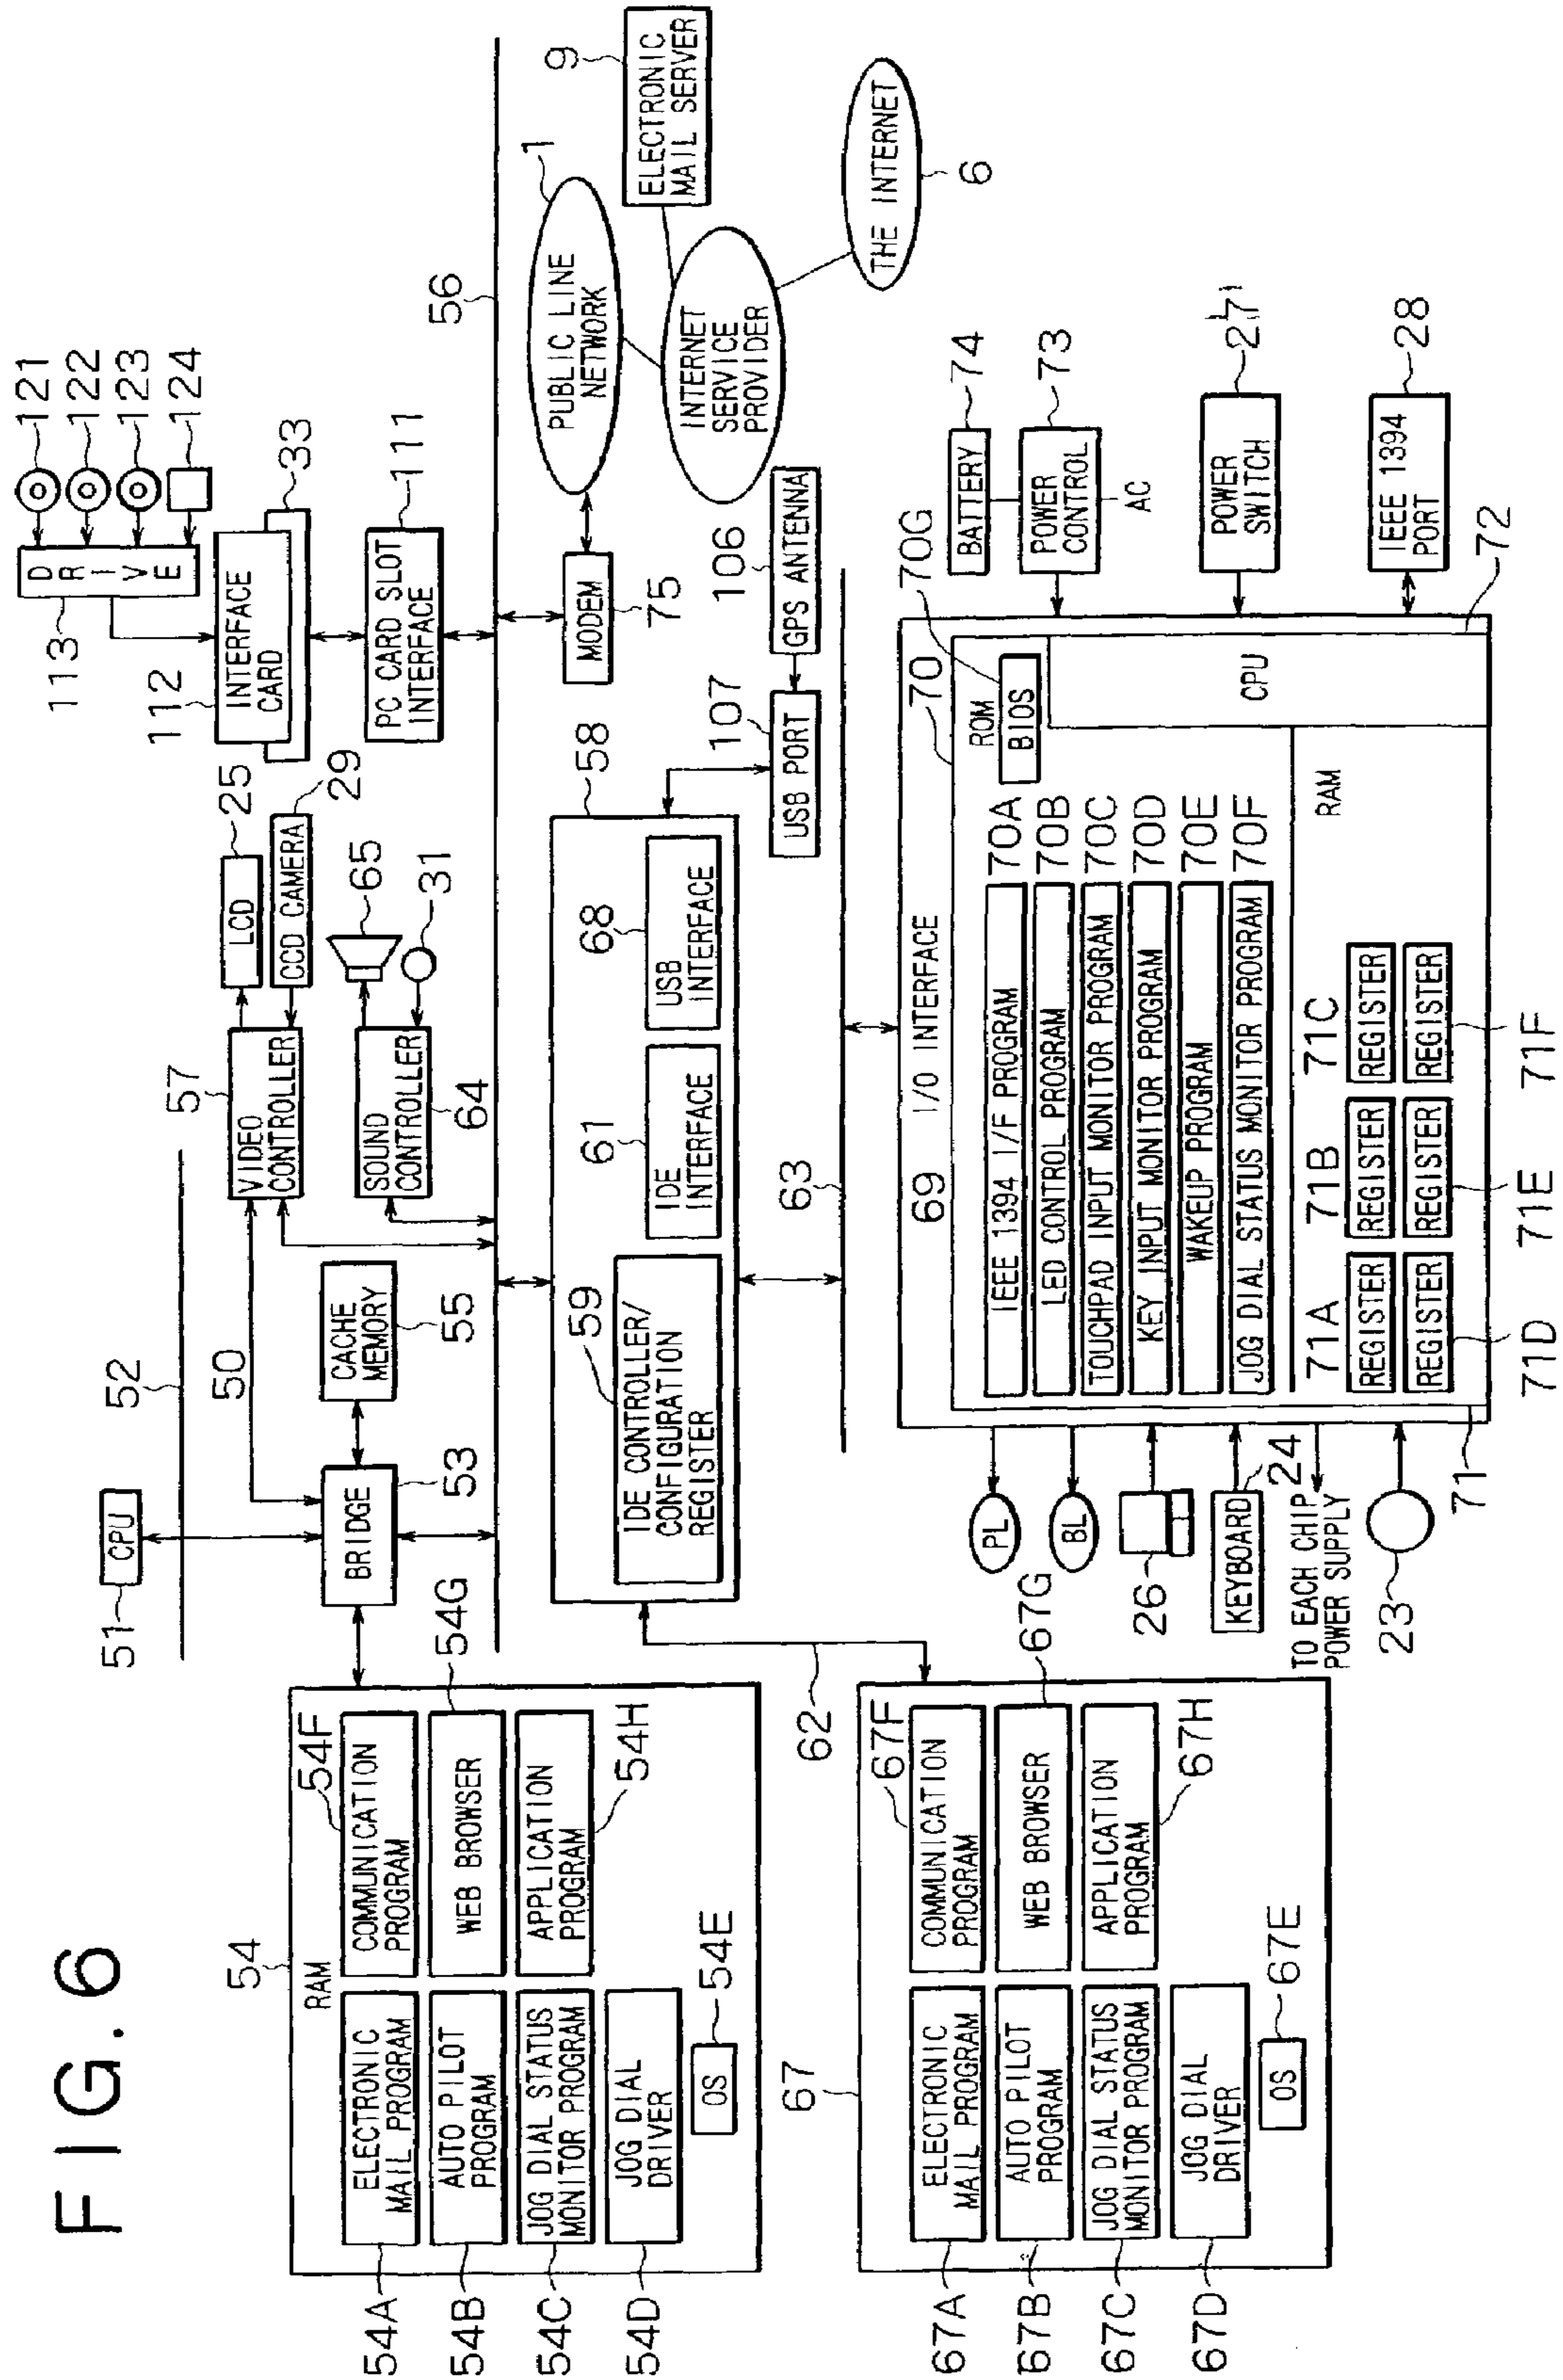 FIG. 6
51
CPU
52
50
BRIDGE
53
CACHE
MEMORY
55
57
VIDEO
CONTROLLER
LCD
25
CCD CAMERA
29
SOUND
CONTROLLER
64
65
31
113
DRIVE
121
122
123
124
112
INTERFACE
CARD
33
PC CARD SLOT
INTERFACE
111
56
54
RAM
54A
ELECTRONIC
MAIL PROGRAM
54B
AUTO PILOT
PROGRAM
54C
JOG DIAL STATUS
MONITOR PROGRAM
54D
JOG DIAL
DRIVER
OS
54E
54F
COMMUNICATION
PROGRAM
WEB BROWSER
54G
APPLICATION
PROGRAM
54H
58
59
IDE CONTROLLER/
CONFIGURATION
REGISTER
61
IDE
INTERFACE
68
USB
INTERFACE
MODEM
75
PUBLIC LINE
NETWORK
1
INTERNET
SERVICE
PROVIDER
ELECTRONIC
MAIL SERVER
9
THE INTERNET
6
107
USB PORT
106
GPS ANTENNA
62
63
67
67A
ELECTRONIC
MAIL PROGRAM
67B
AUTO PILOT
PROGRAM
67C
JOG DIAL STATUS
MONITOR PROGRAM
67D
JOG DIAL
DRIVER
OS
67E
67F
COMMUNICATION
PROGRAM
WEB BROWSER
67G
APPLICATION
PROGRAM
67H
PL
BL
26
KEYBOARD
24
TO EACH CHIP
POWER SUPPLY
23
69
I/O INTERFACE
70
ROM
BIOS
70G
IEEE 1394 I/F PROGRAM
70A
LED CONTROL PROGRAM
70B
TOUCHPAD INPUT MONITOR PROGRAM
70C
KEY INPUT MONITOR PROGRAM
70D
WAKEUP PROGRAM
70E
JOG DIAL STATUS MONITOR PROGRAM
70F
CPU
72
RAM
71
71A
71B
71C
REGISTER
REGISTER
REGISTER
REGISTER
REGISTER
REGISTER
71D
71E
71F
BATTERY
74
POWER
CONTROL
73
AC
POWER
SWITCH
27
IEEE 1394
PORT
28